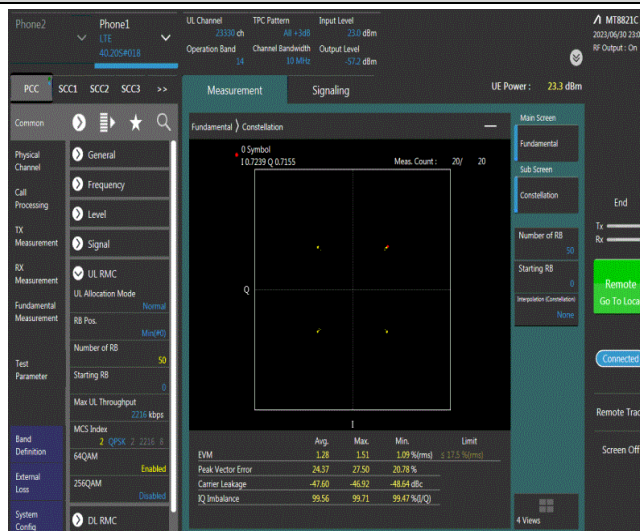 Phone2
Phone1
LTE
40.20S#018
UL Channel
23330 ch
TPC Pattern
All +3dB
Input Level
23.0 dBm
Operation Band
14
Channel Bandwidth
10 MHz
Output Level
-57.2 dBm
MT8821C
2023/06/30 23:0
RF Output : On
PCC SCC1 SCC2 SCC3 >>
Measurement
Signaling
UE Power : 23.3 dBm
Common
Physical
Channel
Call
Processing
TX
Measurement
RX
Measurement
Fundamental
Measurement
Test
Parameter
Band
Definition
External
Loss
System
Config
General
Frequency
Level
Signal
UL RMC
UL Allocation Mode
Normal
RB Pos.
Min(#0)
Number of RB
50
Starting RB
0
Max UL Throughput
2216 kbps
MCS Index
2 QPSK 2 2216 8
64QAM
Enabled
256QAM
Disabled
DL RMC
Fundamental > Constellation
0 Symbol
I 0.7239 Q 0.7155
Meas. Count : 20/ 20
Q
I
Avg. Max. Min. Limit
EVM 1.28 1.51 1.09 %(rms) ≤ 17.5 %(rms)
Peak Vector Error 24.37 27.50 20.78 %
Carrier Leakage -47.60 -46.92 -48.64 dBc
IQ Imbalance 99.56 99.71 99.47 %(I/Q)
Main Screen
Fundamental
Sub Screen
Constellation
Number of RB
50
Starting RB
0
Interpolation (Constellation)
None
4 Views
End
Tx
Rx
Remote
Go To Loca
Connected
Remote Trac
Screen Off